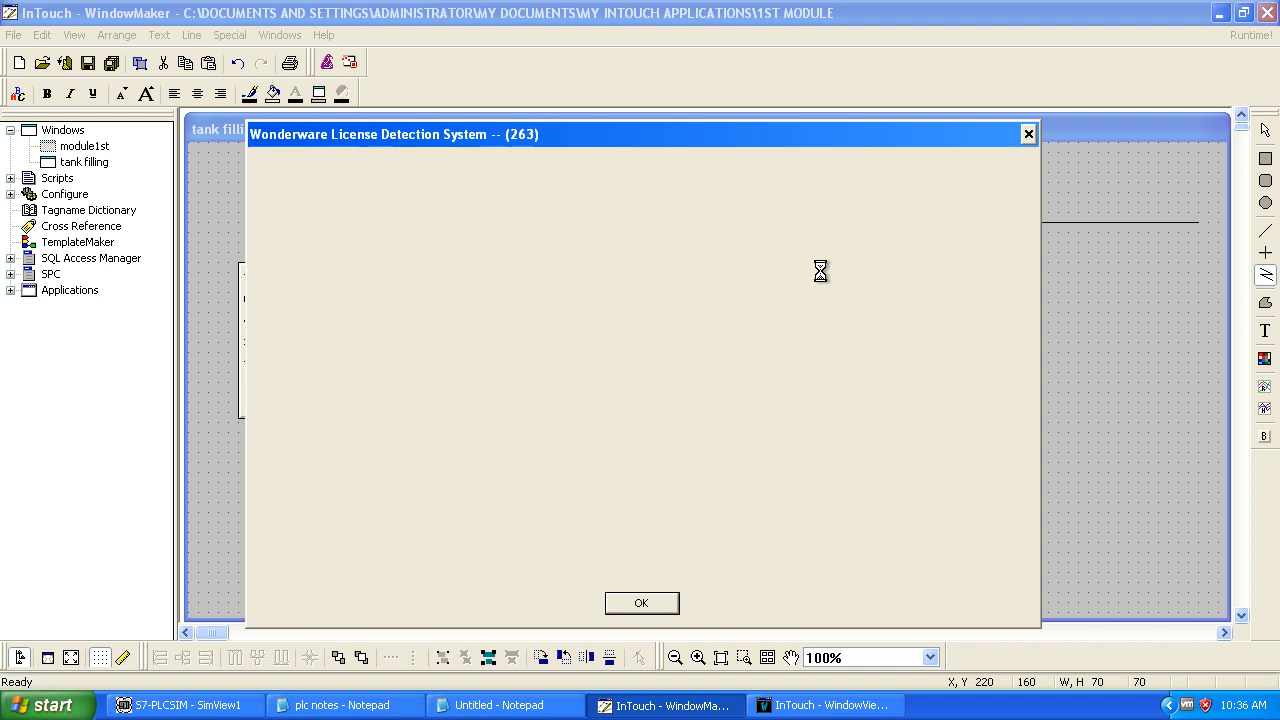 InTouch - WindowMaker - C:\DOCUMENTS AND SETTINGS\ADMINISTRATOR\MY DOCUMENTS\MY INTOUCH APPLICATIONS\1ST MODULE
File Edit View Arrange Text Line Special Windows Help Runtime!
B I U A A A
Windows
module1st
tank filling
Scripts
Configure
Tagname Dictionary
Cross Reference
TemplateMaker
SQL Access Manager
SPC
Applications
tank filli
Wonderware License Detection System -- (263)
OK
T
B
100%
Ready X, Y 220 160 W, H 70 70
start S7-PLCSIM - SimView1 plc notes - Notepad Untitled - Notepad InTouch - WindowMa... InTouch - WindowVie... vm 10:36 AM